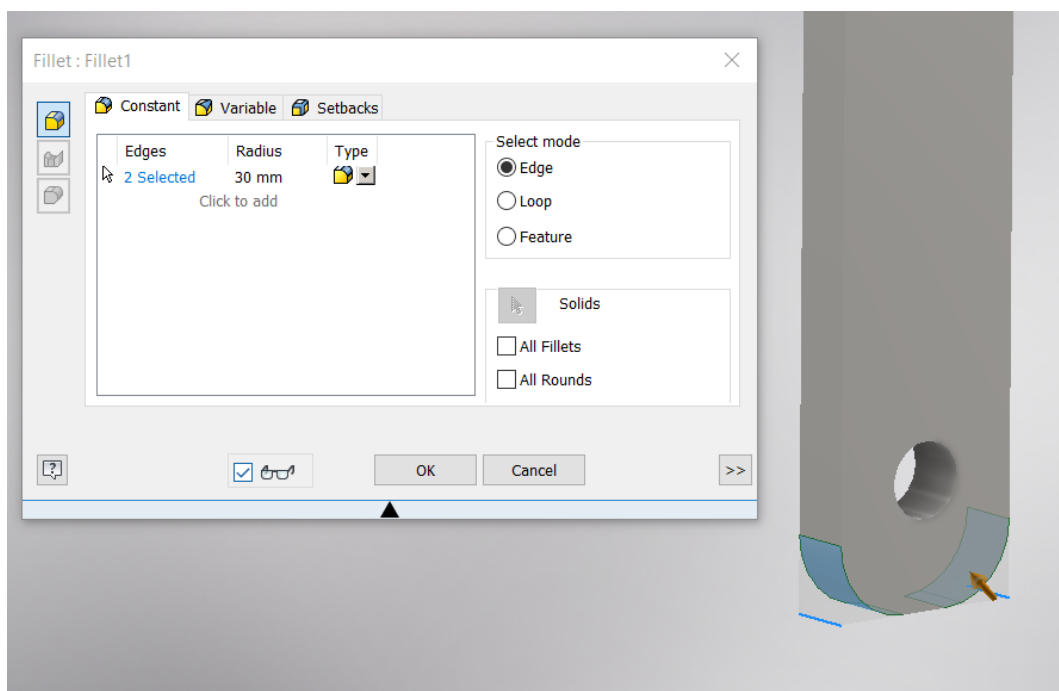 Fillet : Fillet1
Constant Variable Setbacks
Edges Radius Type
2 Selected 30 mm
Click to add
Select mode
Edge
Loop
Feature
Solids
All Fillets
All Rounds
?
OK Cancel >>